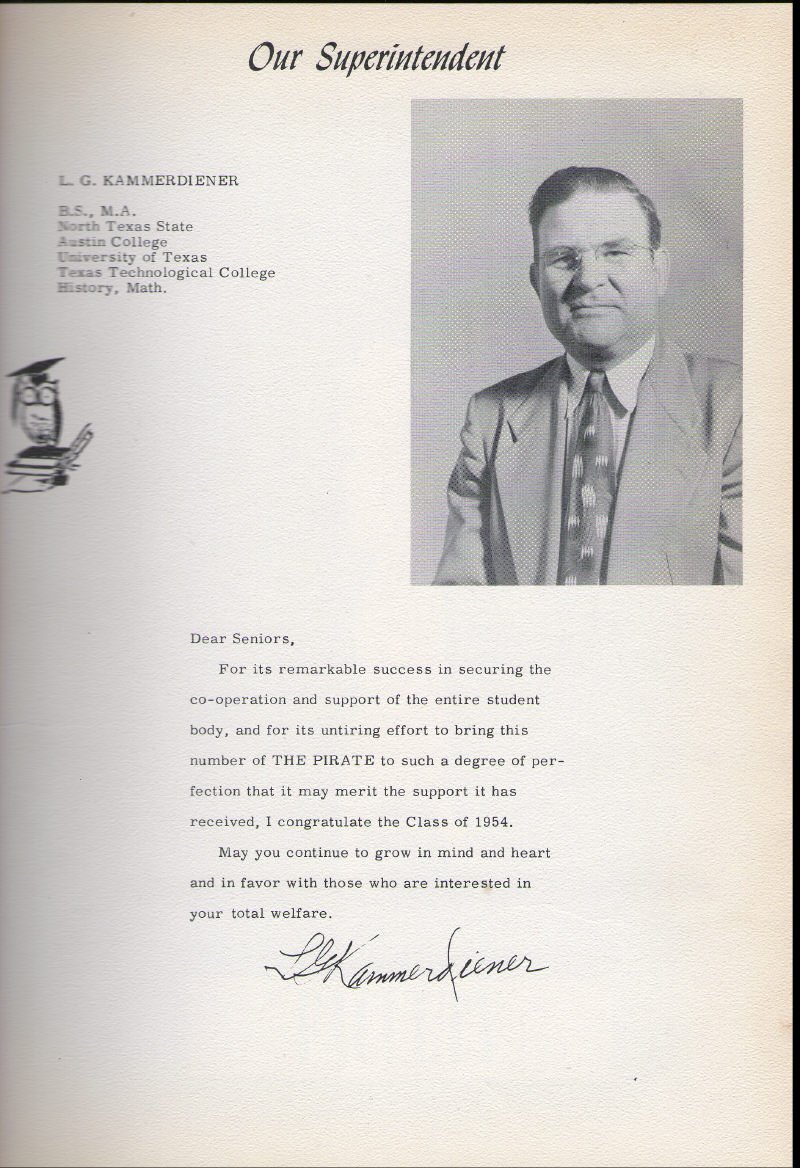 Our Superintendent
L. G. KAMMERDIENER
B.S., M.A.
North Texas State
Austin College
University of Texas
Texas Technological College
History, Math.
Dear Seniors,
For its remarkable success in securing the
co-operation and support of the entire student
body, and for its untiring effort to bring this
number of THE PIRATE to such a degree of per-
fection that it may merit the support it has
received, I congratulate the Class of 1954.
May you continue to grow in mind and heart
and in favor with those who are interested in
your total welfare.
LGKammerdiener